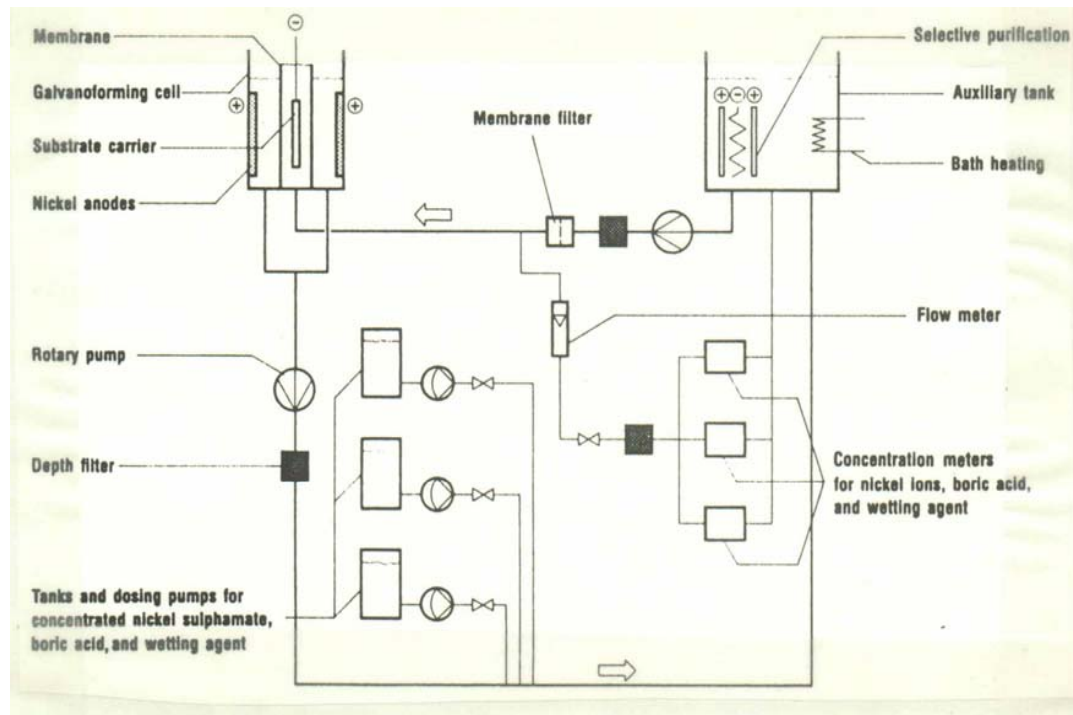 Membrane
Galvanoforming cell
Substrate carrier
Nickel anodes
Rotary pump
Depth filter
Tanks and dosing pumps for
concentrated nickel sulphamate,
boric acid, and wetting agent
Membrane filter
Selective purification
Auxiliary tank
Bath heating
Flow meter
Concentration meters
for nickel ions, boric acid,
and wetting agent